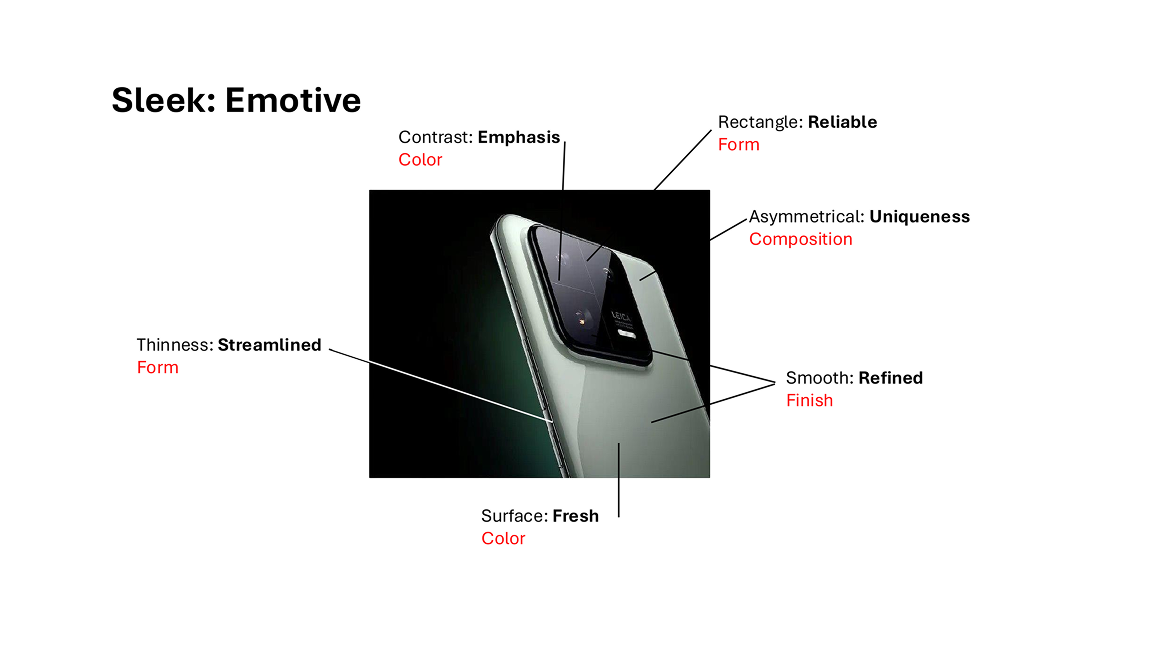 Sleek: Emotive
Contrast: Emphasis
Color
Rectangle: Reliable
Form
Asymmetrical: Uniqueness
Composition
LEICA
Thinness: Streamlined
Form
Smooth: Refined
Finish
Surface: Fresh
Color